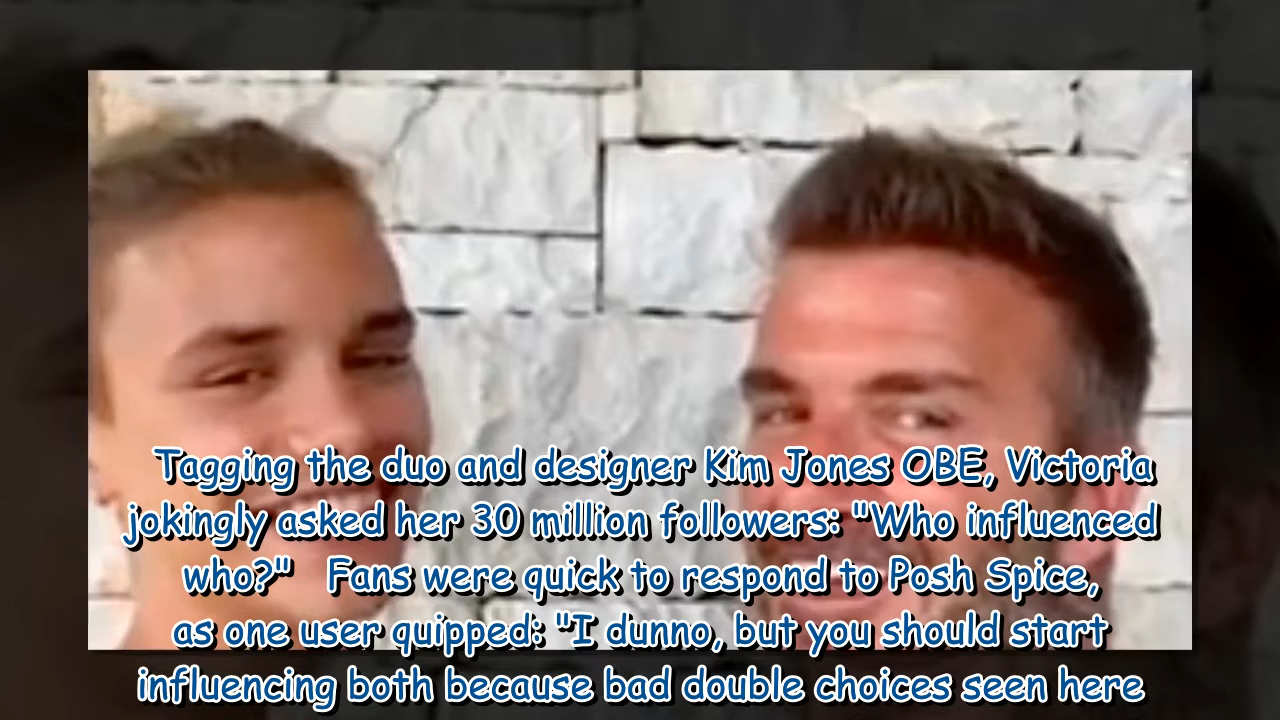 Tagging the duo and designer Kim Jones OBE, Victoria
jokingly asked her 30 million followers: "Who influenced
who?"   Fans were quick to respond to Posh Spice,
as one user quipped: "I dunno, but you should start
influencing both because bad double choices seen here